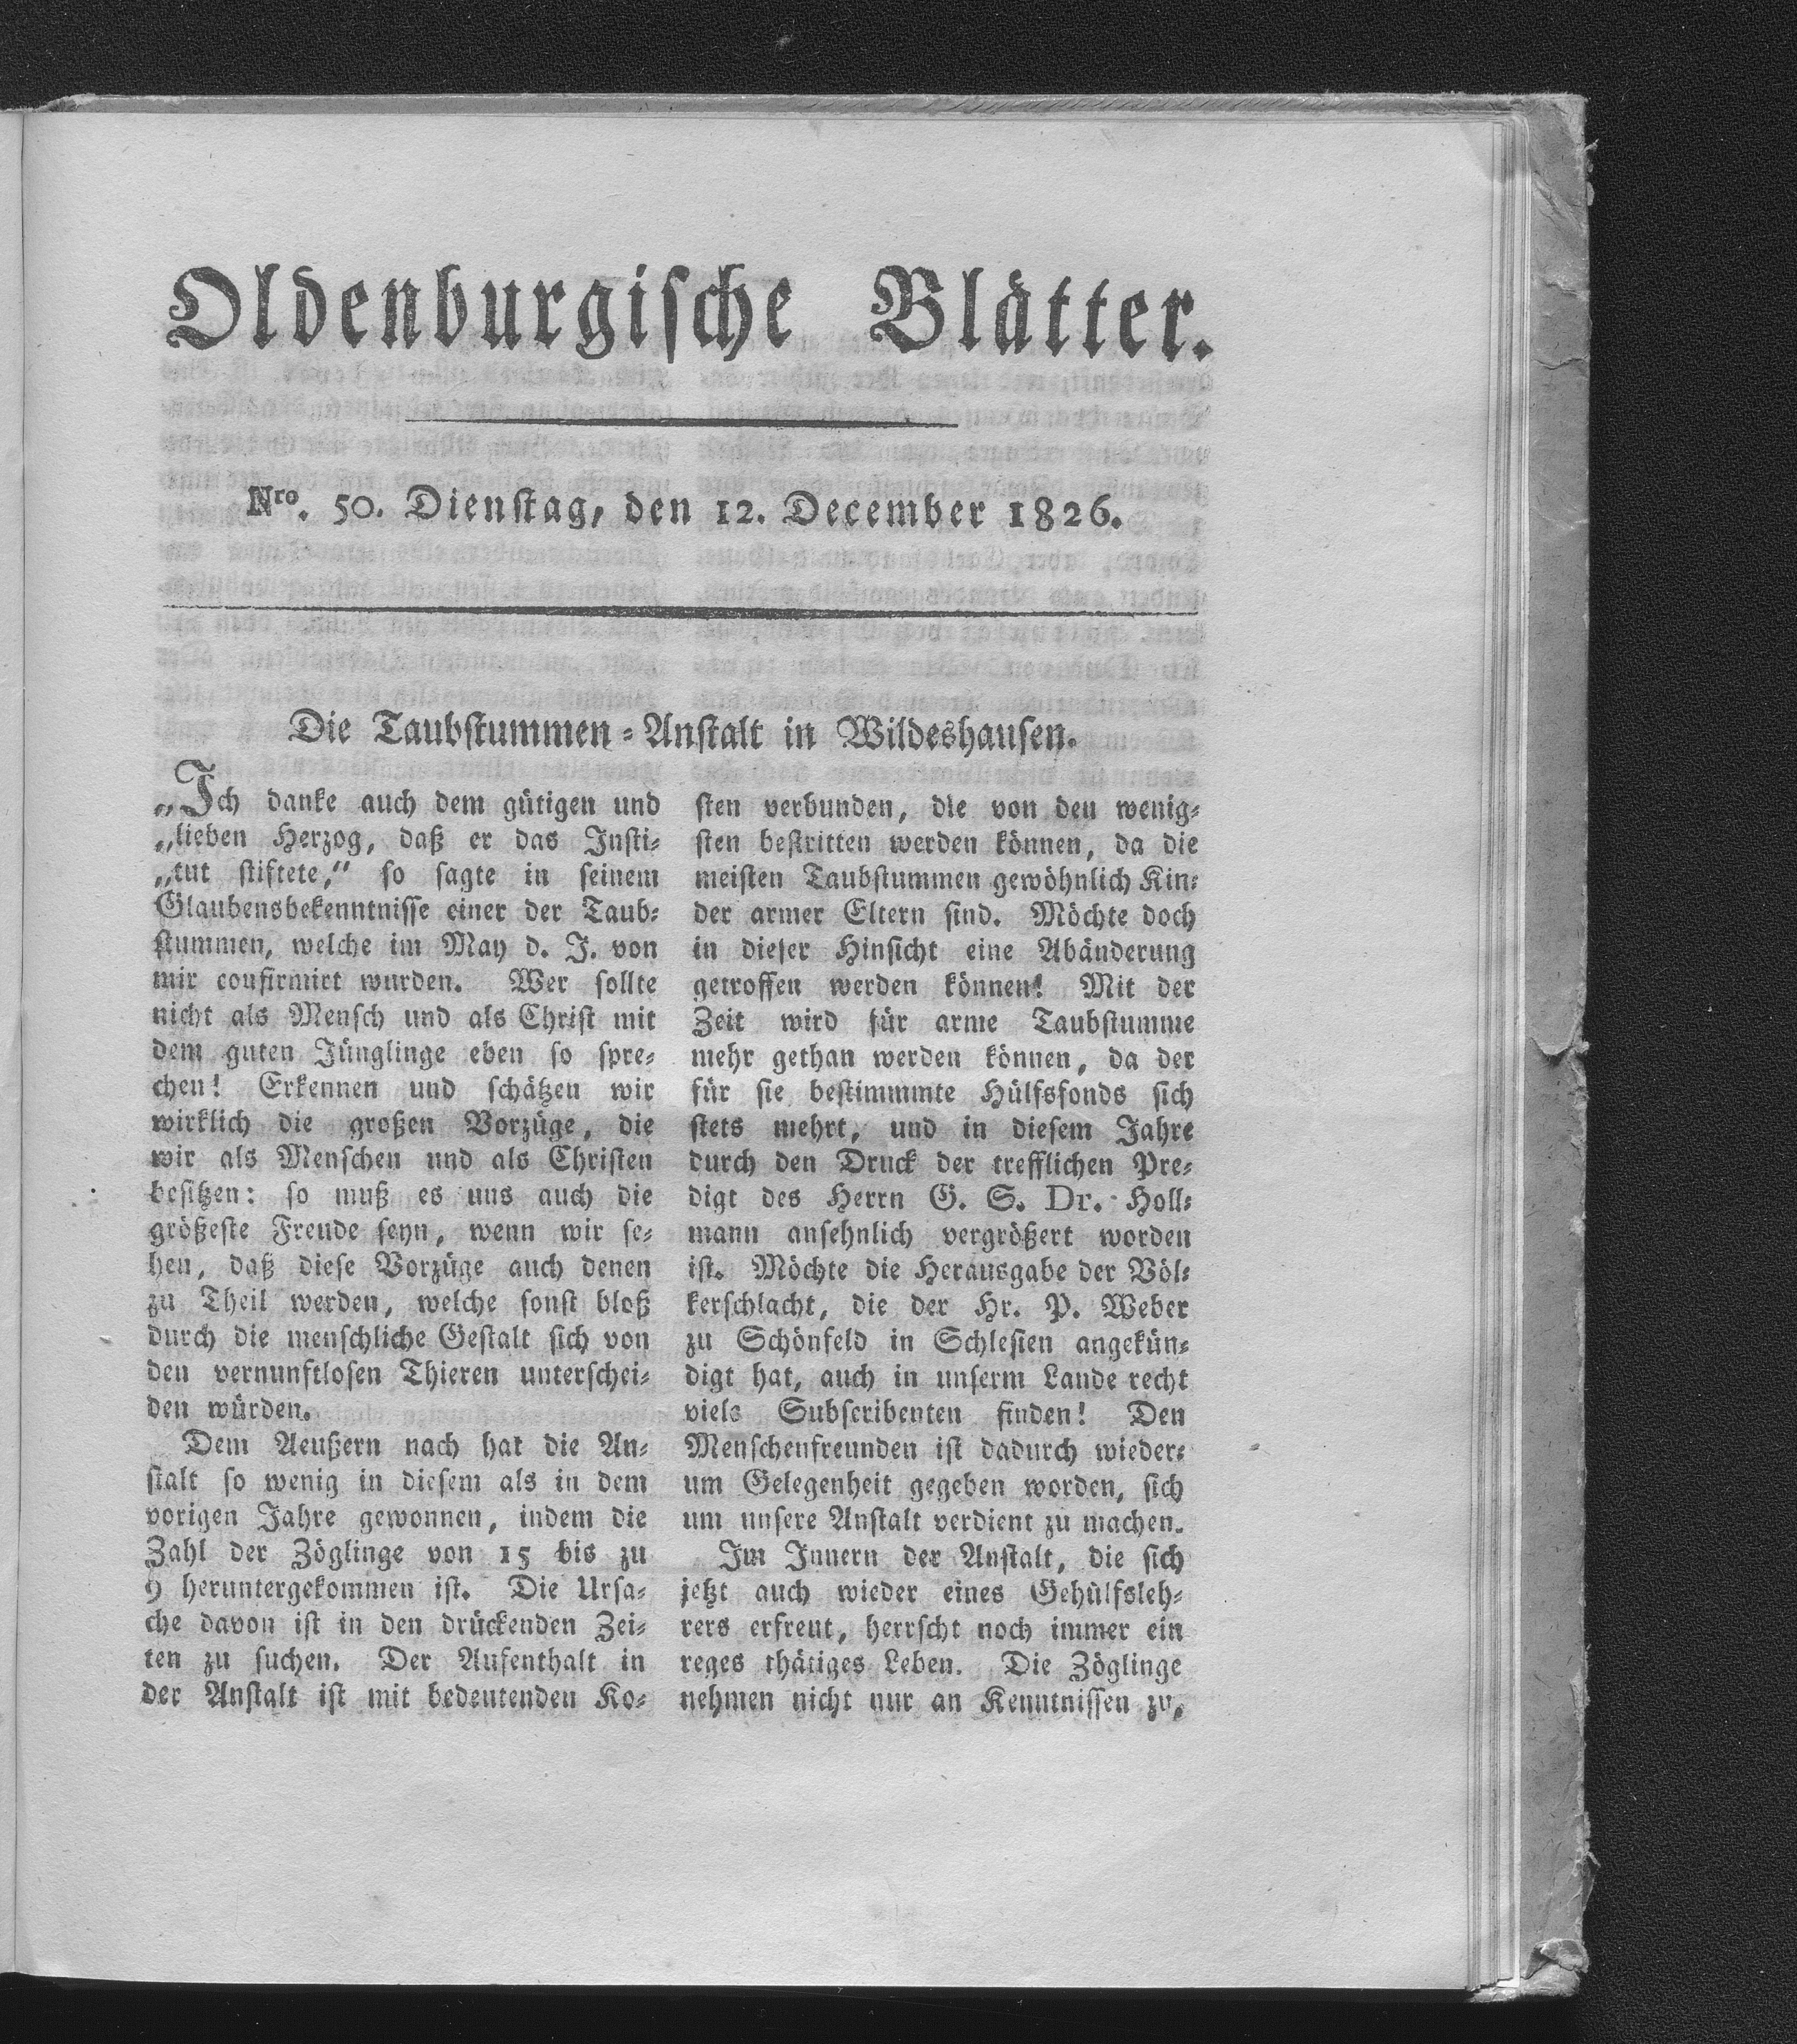 Oldenburgische Blätter.
Nro. 50. Dienstag, den 12. December 1826.
Die Taubstummen-Anstalt in Wildeshausen.
„Ich danke auch dem gütigen und
„lieben Herzog, daß er das Insti-
„tut stiftete,“ so sagte in seinem
Glaubensbekenntnisse einer der Taub-
stummen, welche im May d. J. von
mir confirmirt wurden. Wer sollte
nicht als Mensch und als Christ mit
dem guten Jünglinge eben so spre-
chen! Erkennen und schätzen wir
wirklich die großen Vorzüge, die
wir als Menschen und als Christen
besitzen: so muß es uns auch die
größeste Freude seyn, wenn wir se-
hen, daß diese Vorzüge auch denen
zu Theil werden, welche sonst bloß
durch die menschliche Gestalt sich von
den vernunftlosen Thieren unterschei-
den würden.
Dem Aeußern nach hat die An-
stalt so wenig in diesem als in dem
vorigen Jahre gewonnen, indem die
Zahl der Zöglinge von 15 bis zu
9 heruntergekommen ist. Die Ursa-
che davon ist in den drückenden Zei-
ten zu suchen. Der Aufenthalt in
der Anstalt ist mit bedeutenden Ko-
sten verbunden, die von den wenig-
sten bestritten werden können, da die
meisten Taubstummen gewöhnlich Kin-
der armer Eltern sind. Möchte doch
in dieser Hinsicht eine Abänderung
getroffen werden können! Mit der
Zeit wird für arme Taubstumme
mehr gethan werden können, da der
für sie bestimmmte Hülfsfonds sich
stets mehrt, und in diesem Jahre
durch den Druck der trefflichen Pre-
digt des Herrn G. S. Dr. Holl-
mann ansehnlich vergrößert worden
ist. Möchte die Herausgabe der Völ-
kerschlacht, die der Hr. P. Weber
zu Schönfeld in Schlesien angekün-
digt hat, auch in unserm Lande recht
viele Subscribenten finden! Den
Menschenfreunden ist dadurch wieder-
um Gelegenheit gegeben worden, sich
um unsere Anstalt verdient zu machen.
Im Innern der Anstalt, die sich
jetzt auch wieder eines Gehülfsleh-
rers erfreut, herrscht noch immer ein
reges thätiges Leben. Die Zöglinge
nehmen nicht nur an Kenntnissen zu,